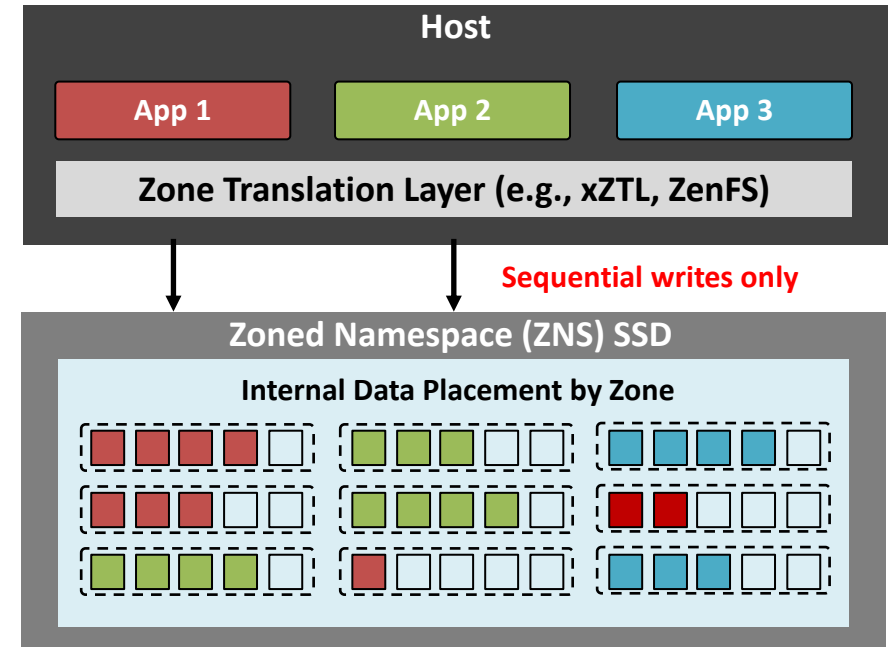 Host
App 1
App 2
App 3
Zone Translation Layer (e.g., xZTL, ZenFS)
Sequential writes only
Zoned Namespace (ZNS) SSD
Internal Data Placement by Zone